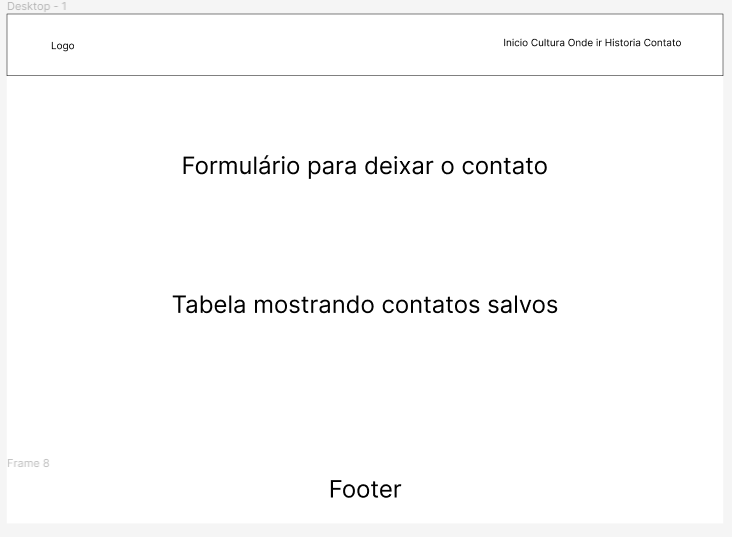 Desktop - 1
Logo
Inicio Cultura Onde ir Historia Contato
Formulário para deixar o contato
Tabela mostrando contatos salvos
Frame 8
Footer